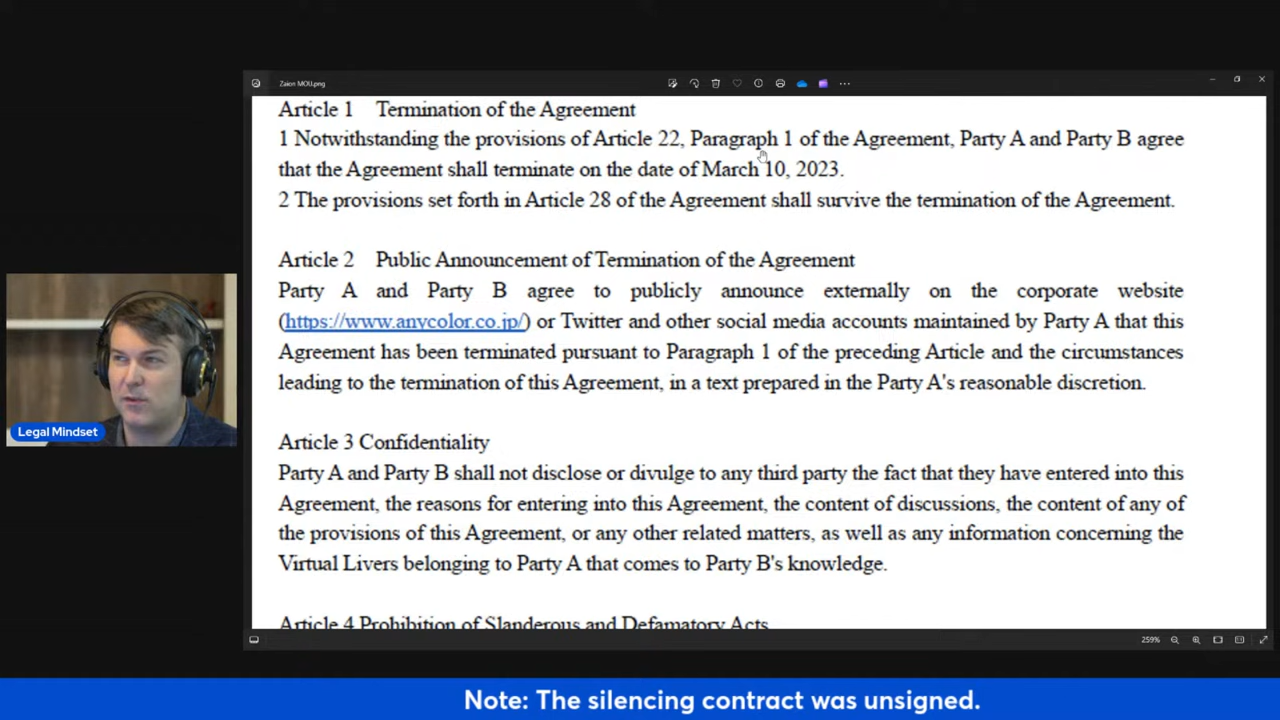 Zaion MOU.png
Article 1 Termination of the Agreement
1 Notwithstanding the provisions of Article 22, Paragraph 1 of the Agreement, Party A and Party B agree
that the Agreement shall terminate on the date of March 10, 2023.
2 The provisions set forth in Article 28 of the Agreement shall survive the termination of the Agreement.
Article 2 Public Announcement of Termination of the Agreement
Party A and Party B agree to publicly announce externally on the corporate website
(https://www.anycolor.co.jp/) or Twitter and other social media accounts maintained by Party A that this
Agreement has been terminated pursuant to Paragraph 1 of the preceding Article and the circumstances
leading to the termination of this Agreement, in a text prepared in the Party A's reasonable discretion.
Article 3 Confidentiality
Party A and Party B shall not disclose or divulge to any third party the fact that they have entered into this
Agreement, the reasons for entering into this Agreement, the content of discussions, the content of any of
the provisions of this Agreement, or any other related matters, as well as any information concerning the
Virtual Livers belonging to Party A that comes to Party B's knowledge.
Article 4 Prohibition of Slanderous and Defamatory Acts
259%
Legal Mindset
Note: The silencing contract was unsigned.